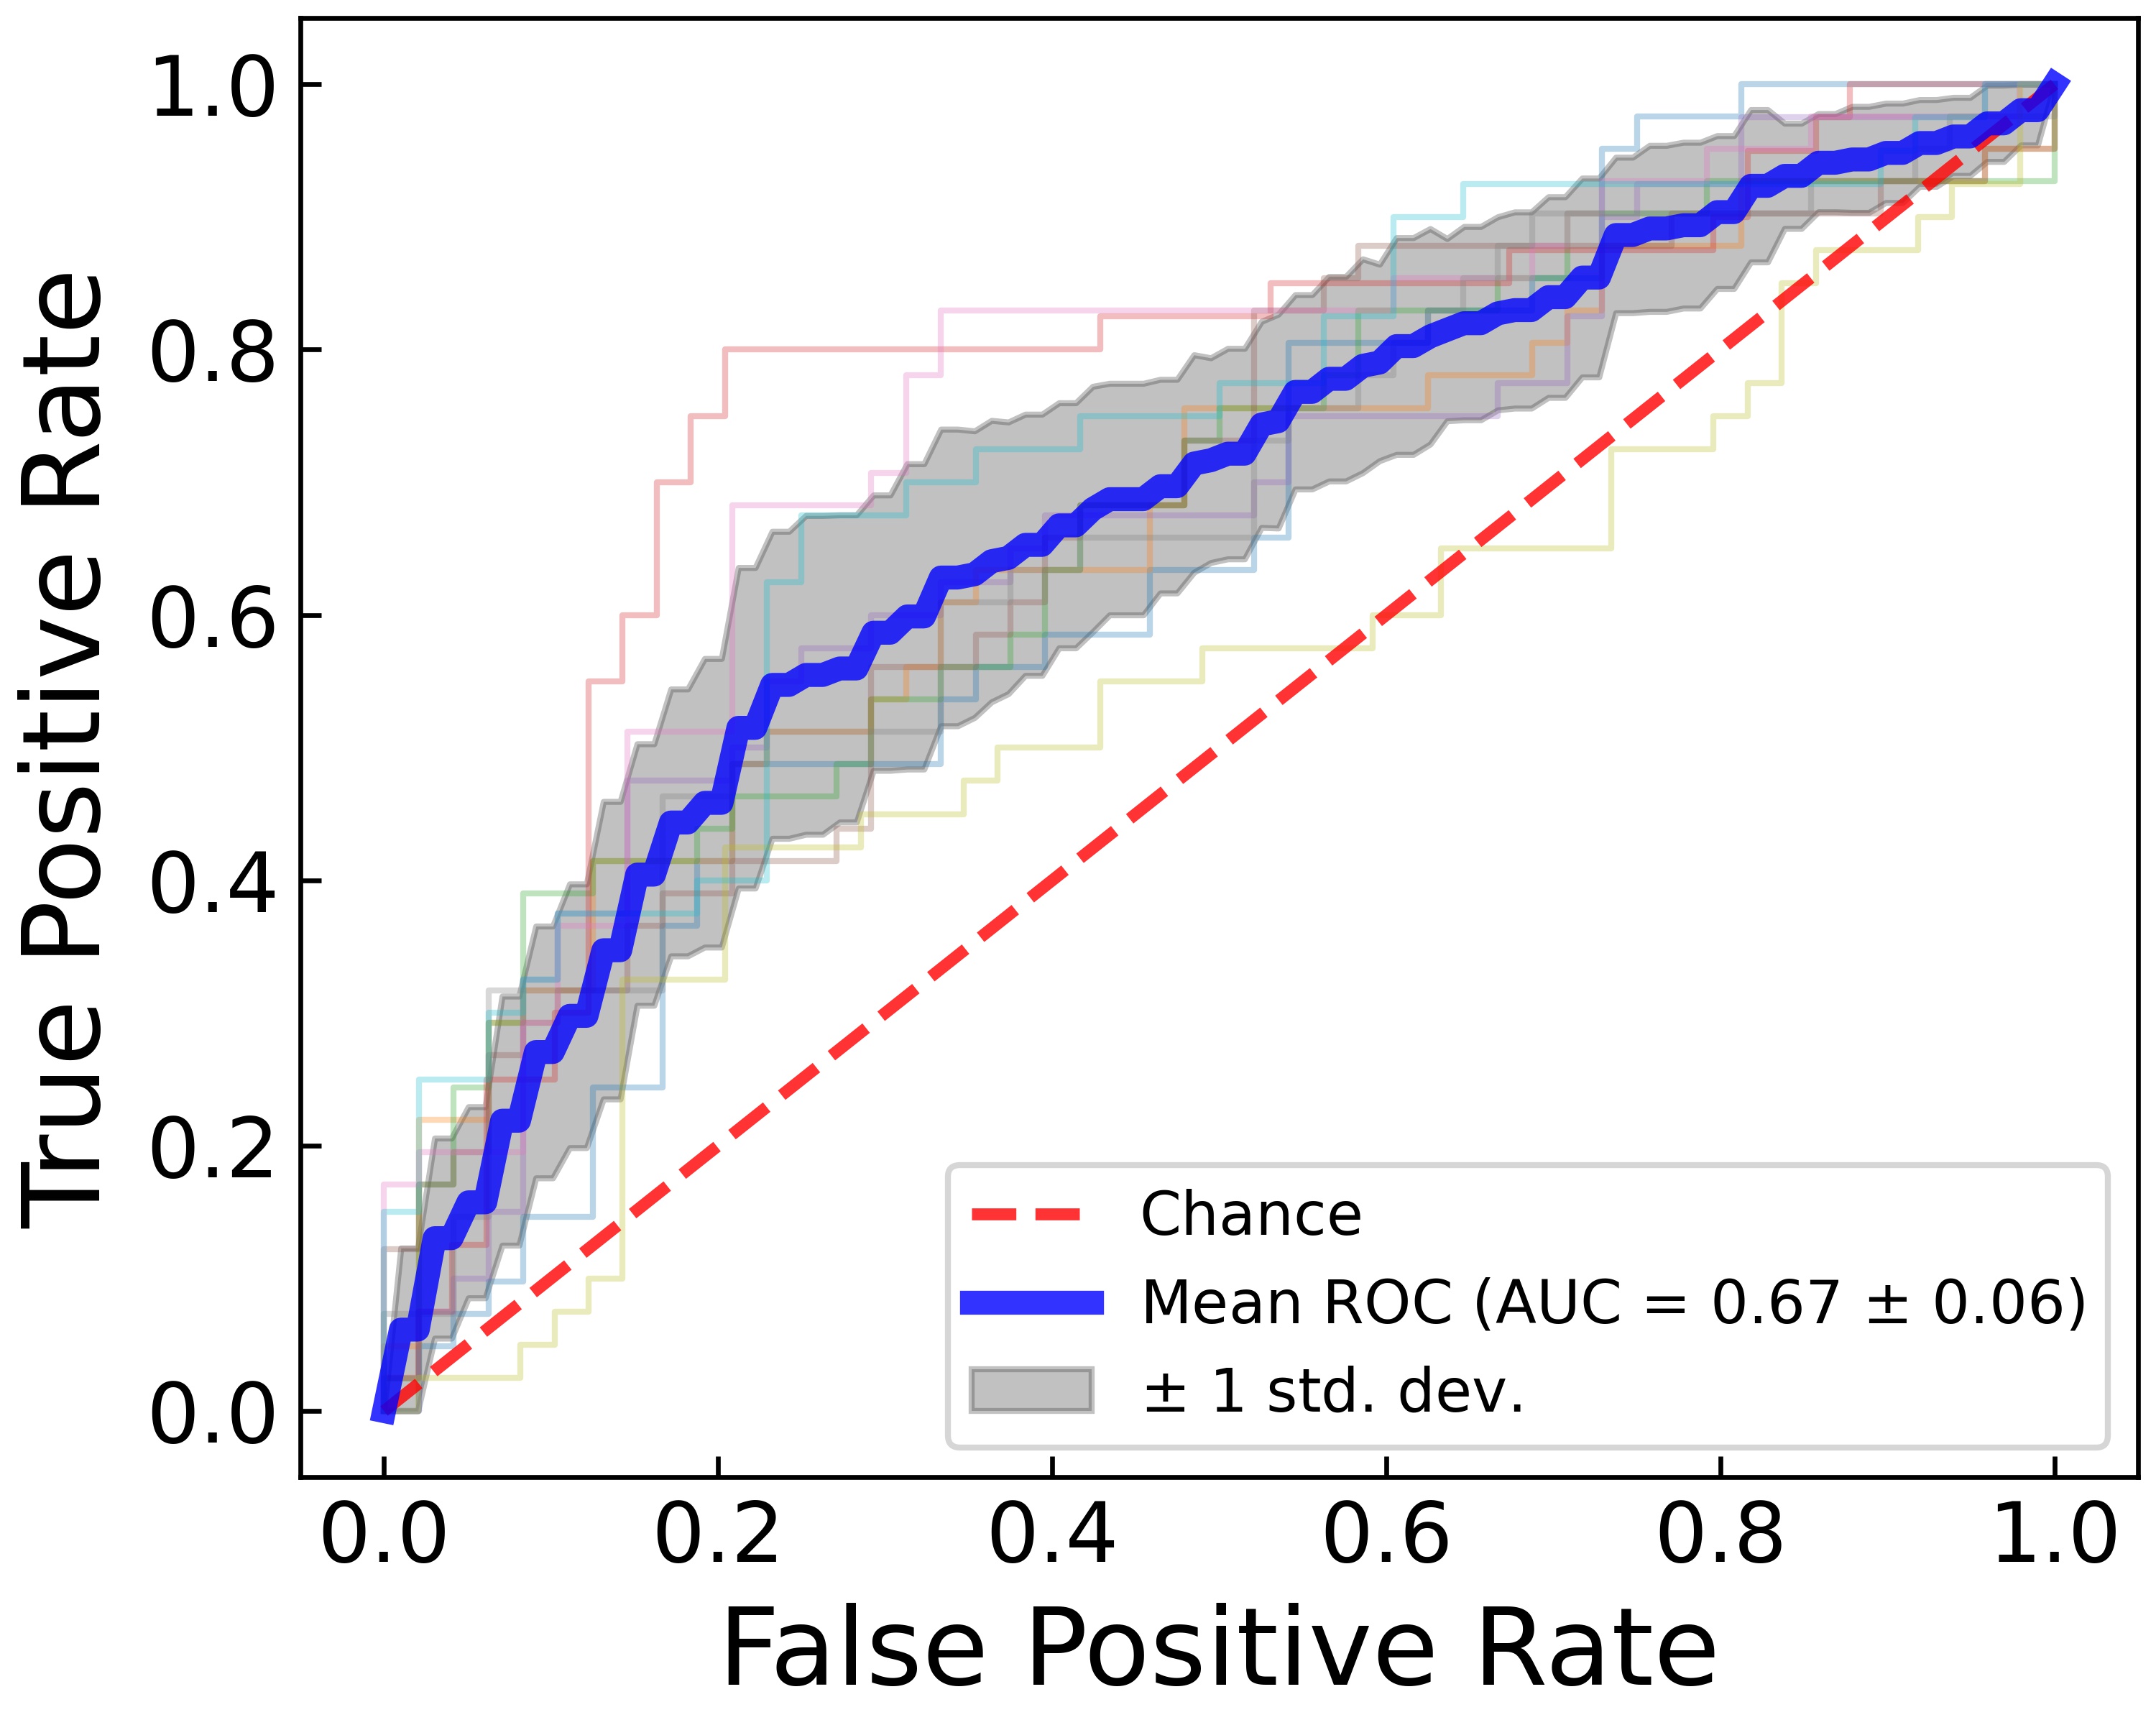 True Positive Rate
1.0
0.8
0.6
0.4
0.2
0.0
Chance
Mean ROC (AUC = 0.67 ± 0.06)
± 1 std. dev.
0.0 0.2 0.4 0.6 0.8 1.0
False Positive Rate